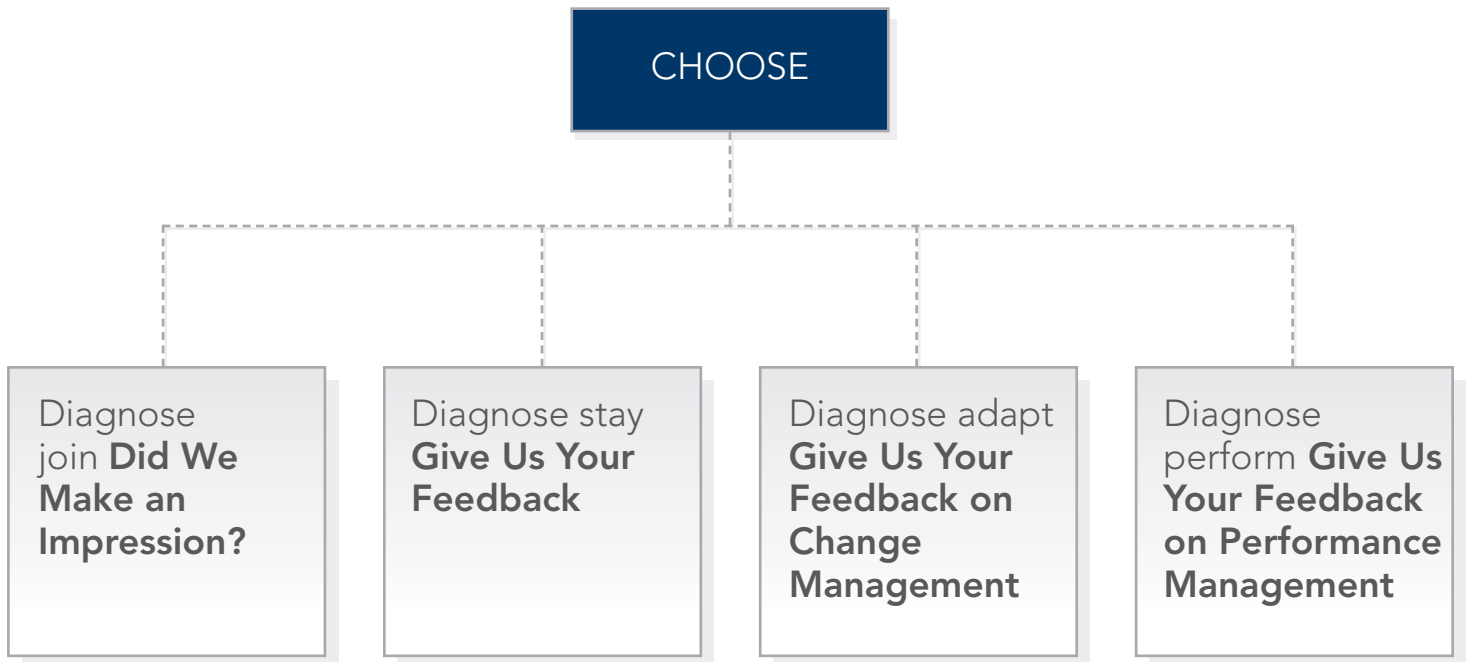 CHOOSE
Diagnose
join Did We
Make an
Impression?
Diagnose stay
Give Us Your
Feedback
Diagnose adapt
Give Us Your
Feedback on
Change
Management
Diagnose
perform Give Us
Your Feedback
on Performance
Management